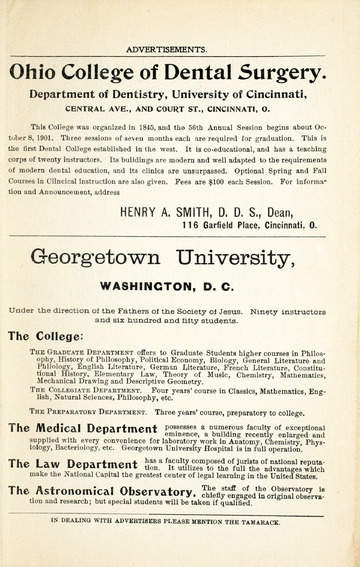 ADVERTISEMENTS.
Ohio College of Dental Surgery.
Department of Dentistry, University of Cincinnati,
CENTRAL AVE., AND COURT ST., CINCINNATI, O.
This College was organized in 1845, and the 56th Annual Session begins about Oc-
tober 8, 1901. Three sessions of seven months each are required for graduation. This is
the first Dental College established in the west. It is co-educational, and has a teaching
corps of twenty instructors. Its buildings are modern and well adapted to the requirements
of modern dental education, and its clinics are unsurpassed. Optional Spring and Fall
Courses in Clincical instruction are also given. Fees are $100 each Session. For informa-
tion and Announcement, address
HENRY A. SMITH, D. D. S., Dean,
116 Garfield Place, Cincinnati, O.
Georgetown University,
WASHINGTON, D. C.
Under the direction of the Fathers of the Society of Jesus. Ninety instructors
and six hundred and fifty students.
The College:
THE GRADUATE DEPARTMENT offers to Graduate Students higher courses in Philos-
ophy, History of Philosophy, Political Economy, Biology, General Literature and
Philology, English Literature, German Literature, French Literature, Constitu-
tional History, Elementary Law, Theory of Music, Chemistry, Mathematics,
Mechanical Drawing and Descriptive Geometry.
THE COLLEGIATE DEPARTMENT. Four years' course in Classics, Mathematics, Eng-
lish, Natural Sciences, Philosophy, etc.
THE PREPARATORY DEPARTMENT. Three years' course, preparatory to college.
The Medical Department possesses a numerous faculty of exceptional
eminence, a building recently enlarged and
supplied with every convenience for laboratory work in Anatomy, Chemistry, Phys-
iology, Bacteriology, etc. Georgetown University Hospital is in full operation.
The Law Department has a faculty composed of jurists of national reputa-
tion. It utilizes to the full the advantages which
make the National Capital the greatest center of legal learning in the United States.
The Astronomical Observatory. The staff of the Observatory is
chiefly engaged in original observa-
tion and research; but special students will be taken if qualified.
IN DEALING WITH ADVERTISERS PLEASE MENTION THE TAMARACK.